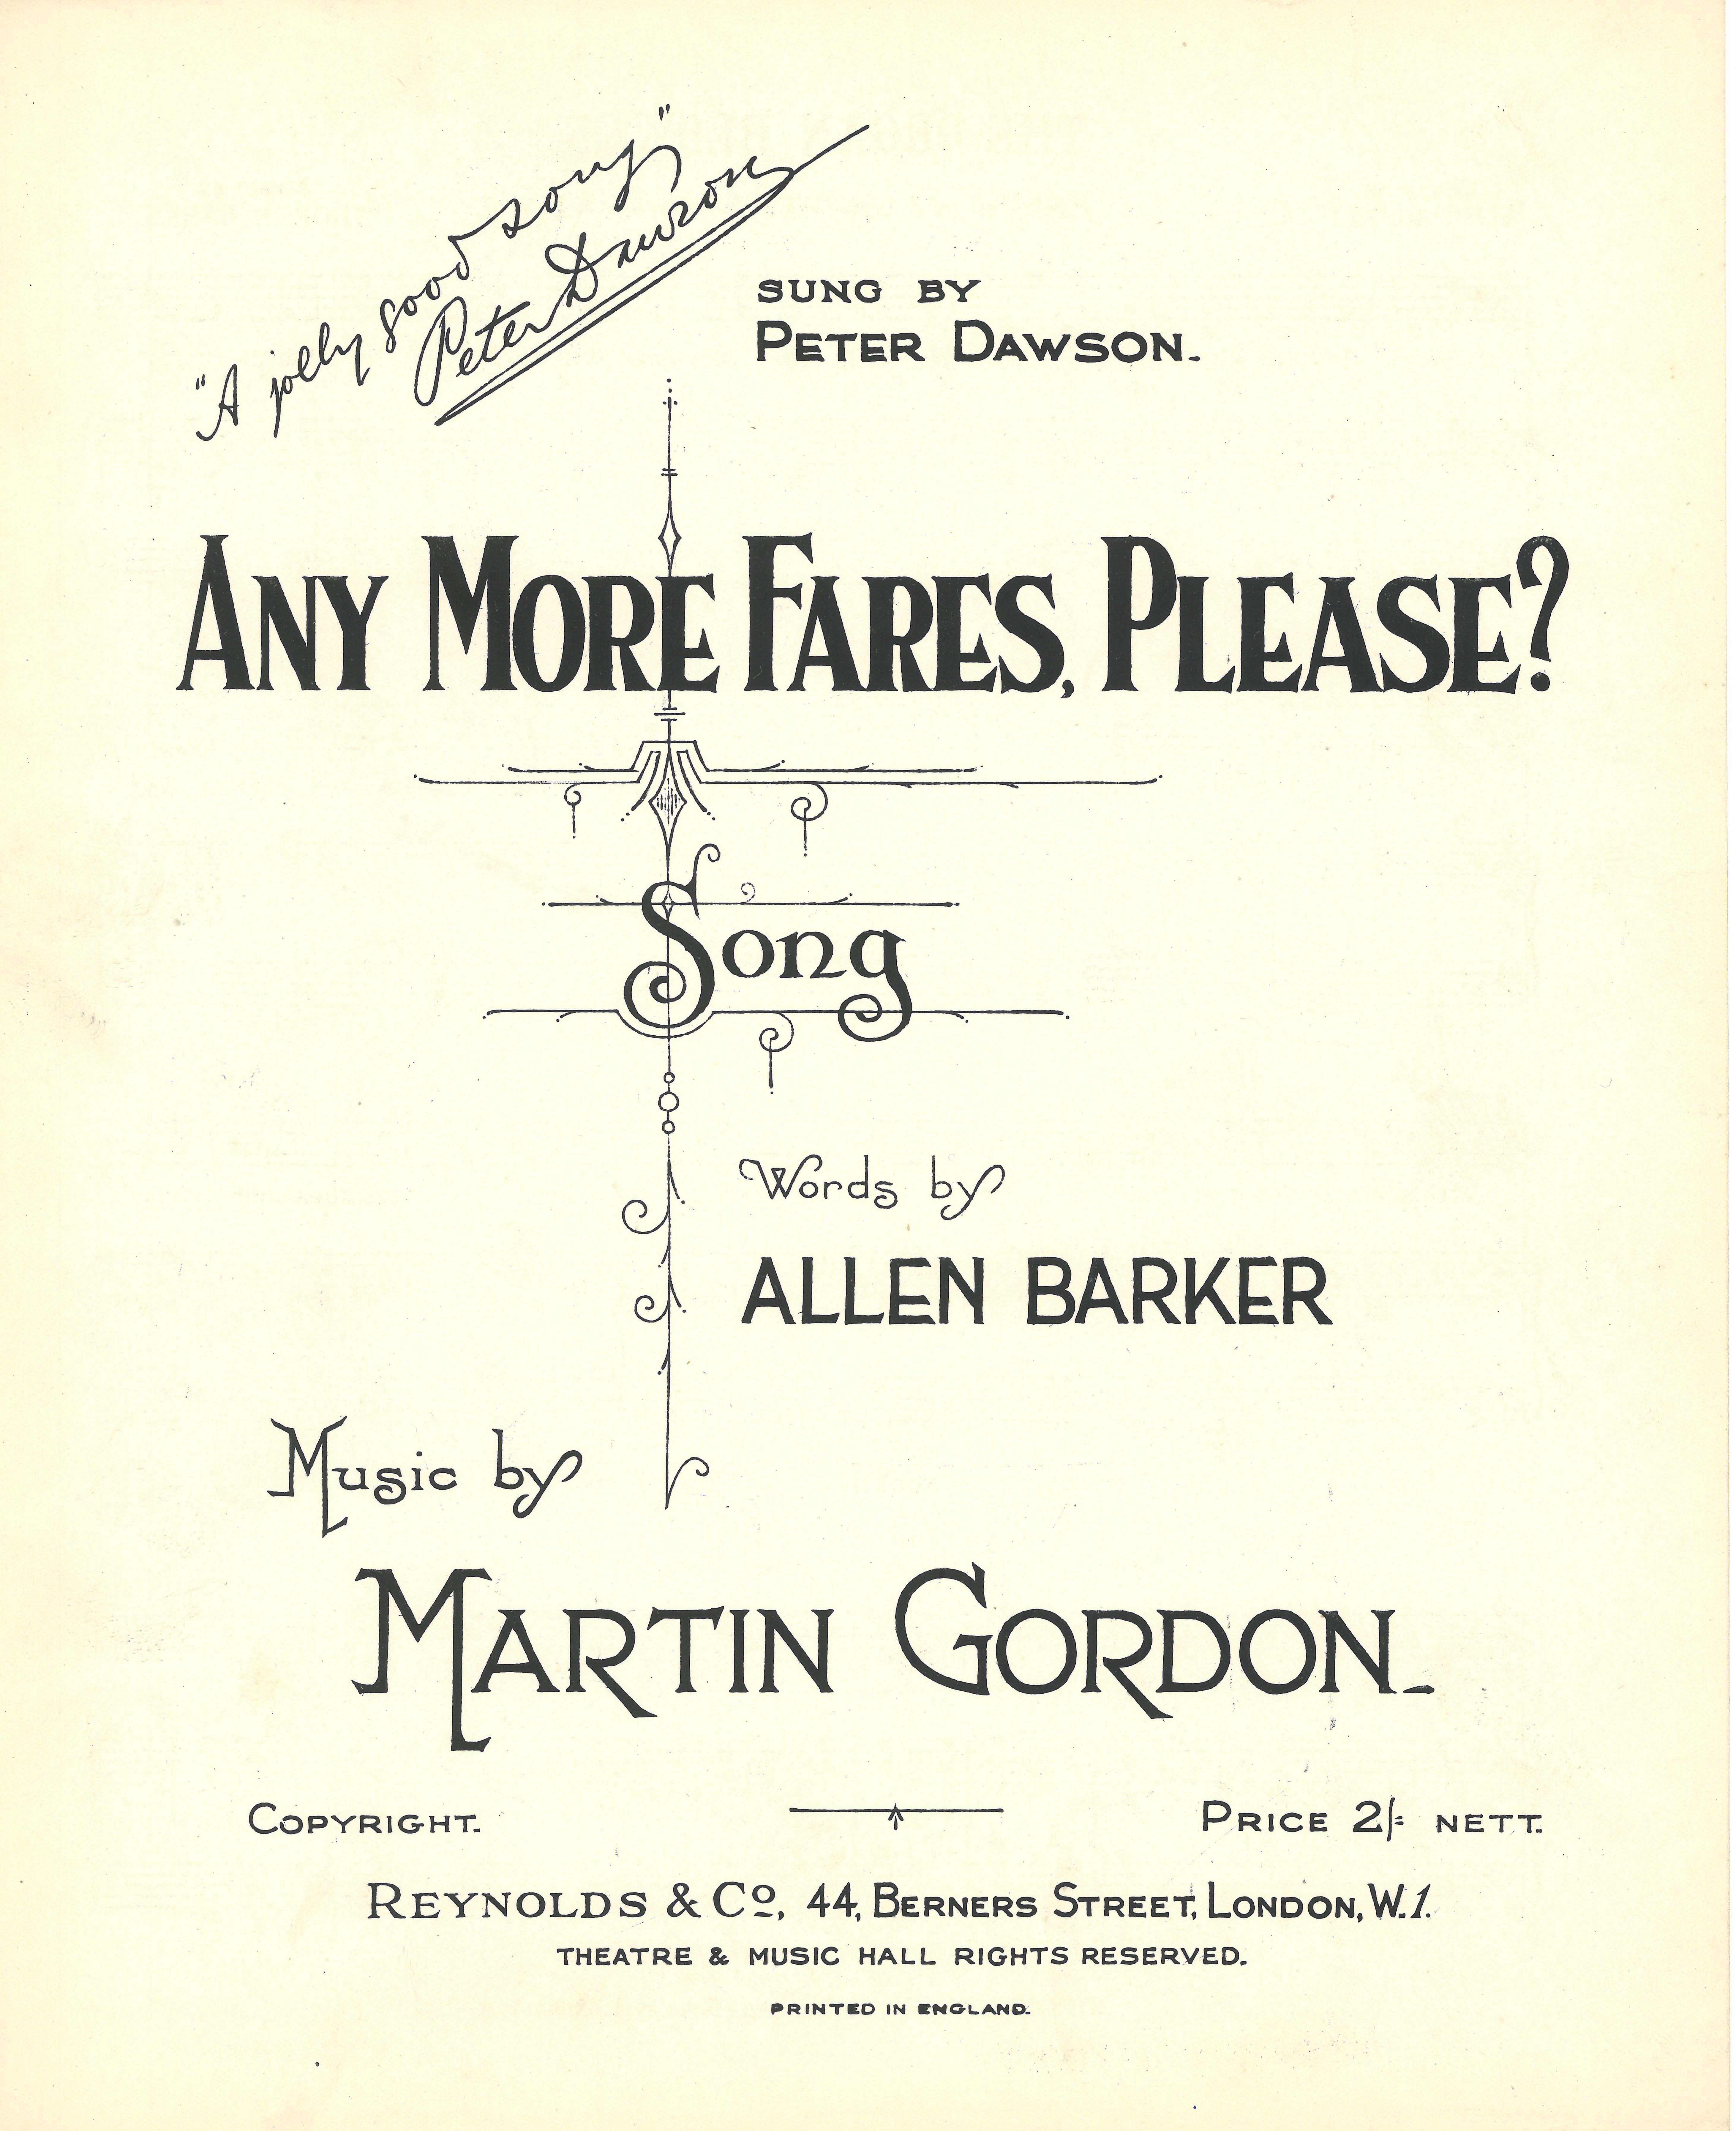 "A jolly good song"
Peter Dawson
SUNG BY
PETER DAWSON.
ANY MORE FARES, PLEASE?
Song
Words by
ALLEN BARKER
Music by
MARTIN GORDON.
COPYRIGHT.
PRICE 2/- NETT.
REYNOLDS & Co., 44, BERNERS STREET, LONDON, W.1.
THEATRE & MUSIC HALL RIGHTS RESERVED.
PRINTED IN ENGLAND.